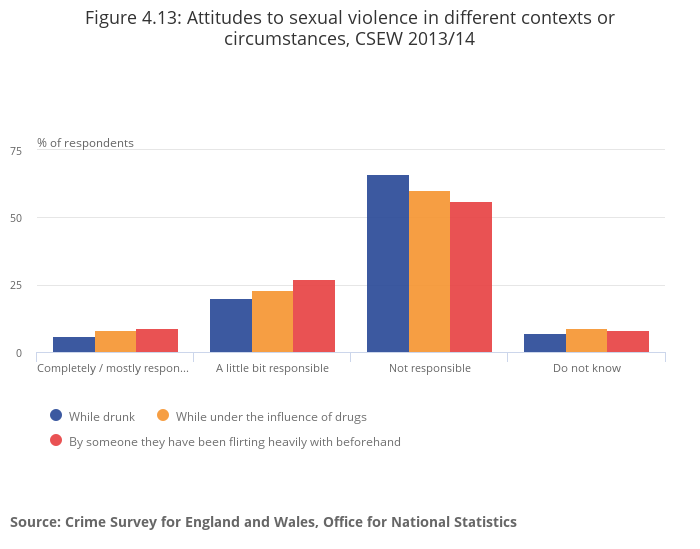 Figure 4.13: Attitudes to sexual violence in different contexts or
circumstances, CSEW 2013/14
% of respondents
75
50
25
0
Completely / mostly respon...
A little bit responsible
Not responsible
Do not know
While drunk
While under the influence of drugs
By someone they have been flirting heavily with beforehand
Source: Crime Survey for England and Wales, Office for National Statistics